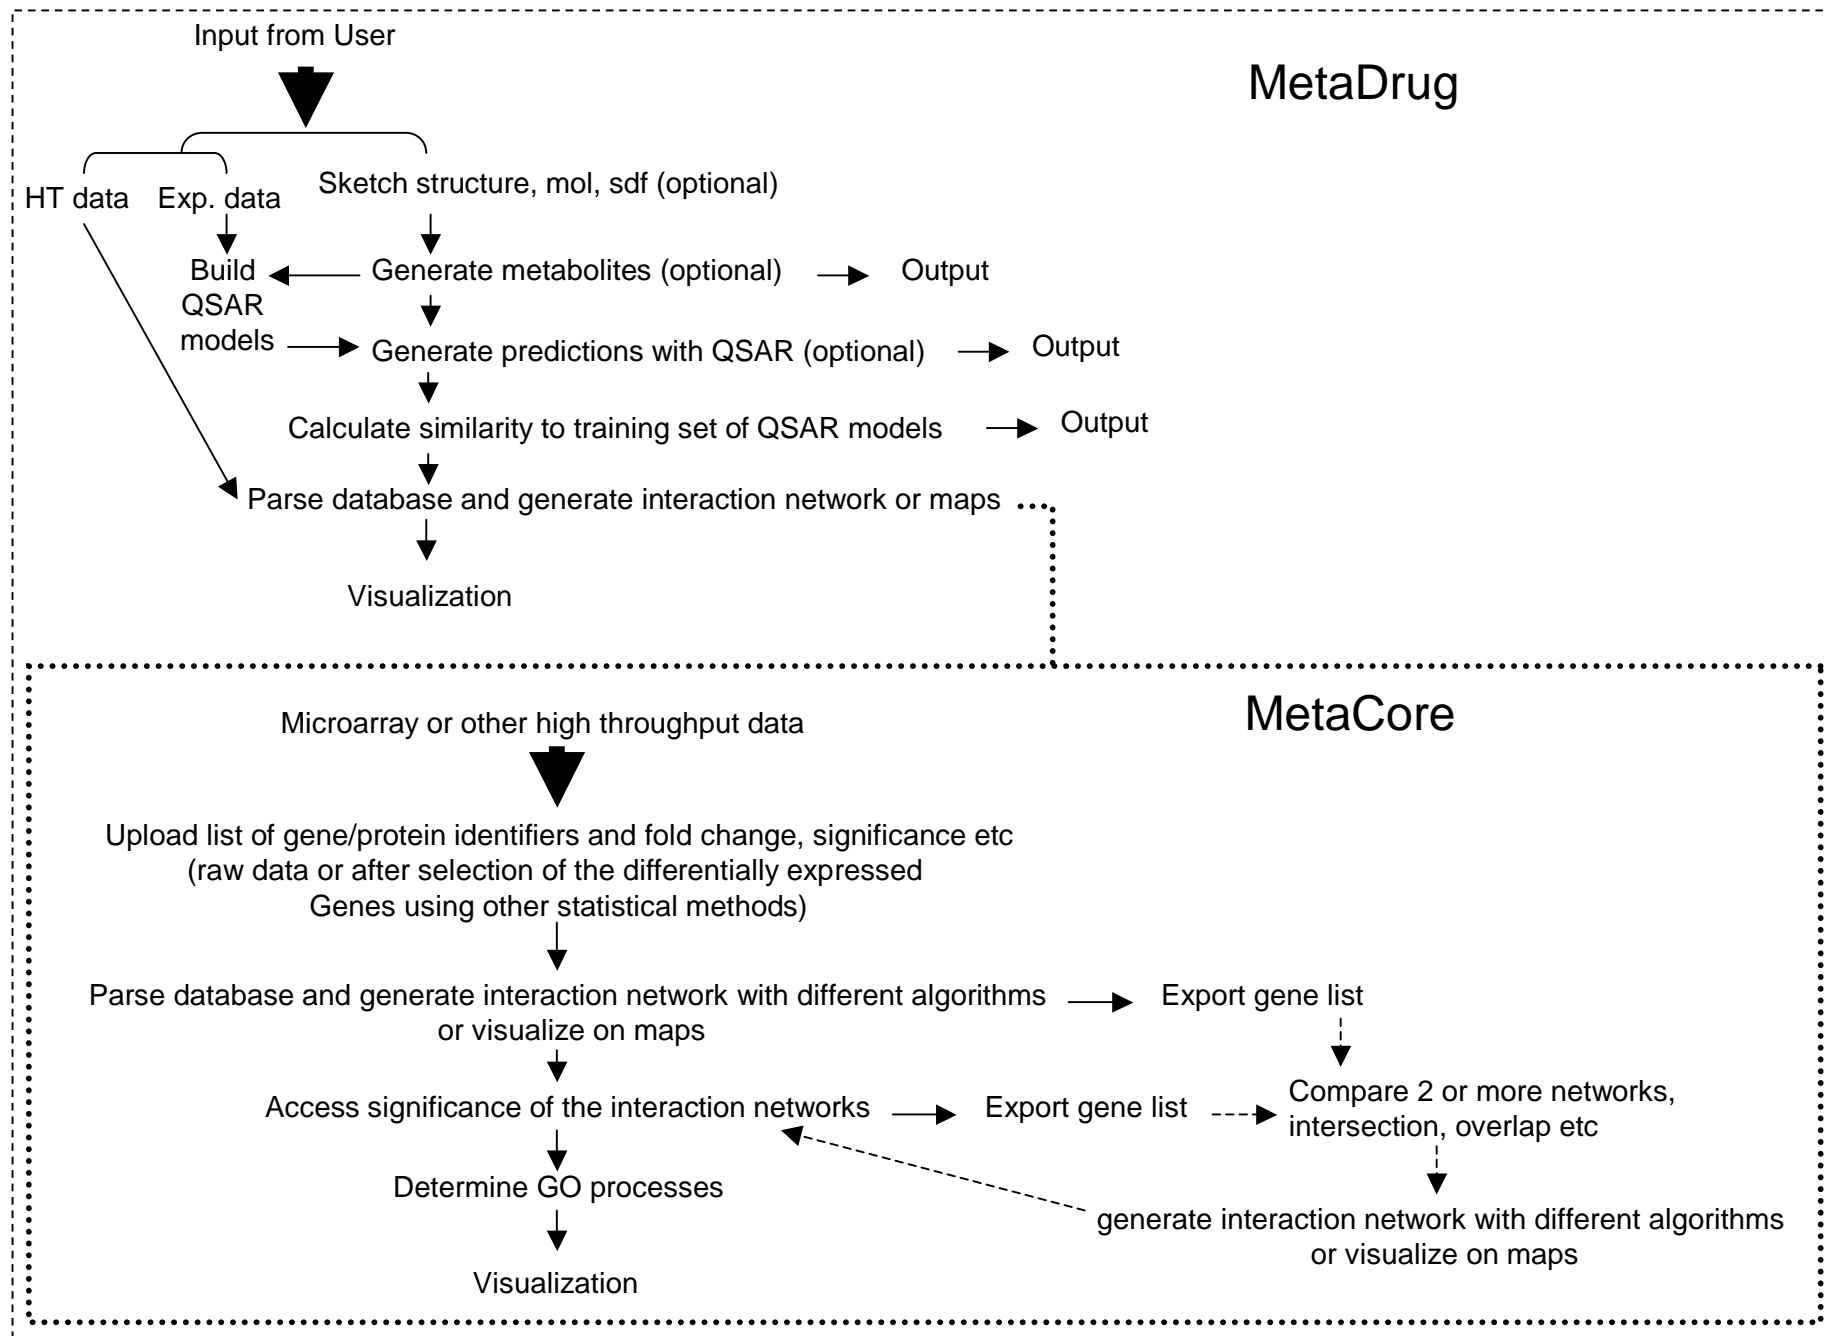 Input from User
MetaDrug
HT data
Exp. data
Sketch structure, mol, sdf (optional)
Build
QSAR
models
Generate metabolites (optional)
Output
Generate predictions with QSAR (optional)
Output
Calculate similarity to training set of QSAR models
Output
Parse database and generate interaction network or maps
Visualization
MetaCore
Microarray or other high throughput data
Upload list of gene/protein identifiers and fold change, significance etc
(raw data or after selection of the differentially expressed
Genes using other statistical methods)
Parse database and generate interaction network with different algorithms
or visualize on maps
Export gene list
Access significance of the interaction networks
Export gene list
Compare 2 or more networks,
intersection, overlap etc
Determine GO processes
generate interaction network with different algorithms
or visualize on maps
Visualization